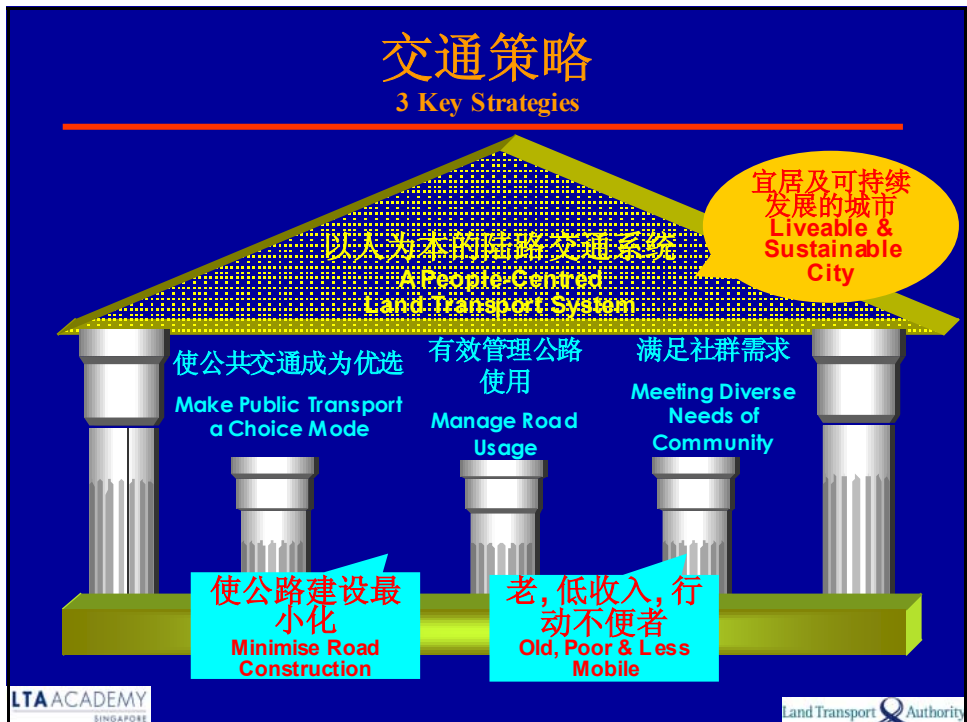 交通策略
3 Key Strategies
宜居及可持续
发展的城市
Liveable &
Sustainable
City
以人为本的陆路交通系统
A People-Centred
Land Transport System
使公共交通成为优选
Make Public Transport
a Choice Mode
有效管理公路
使用
Manage Road
Usage
满足社群需求
Meeting Diverse
Needs of
Community
使公路建设最
小化
Minimise Road
Construction
老,低收入,行
动不便者
Old, Poor & Less
Mobile
LTA ACADEMY
SINGAPORE
Land Transport Authority